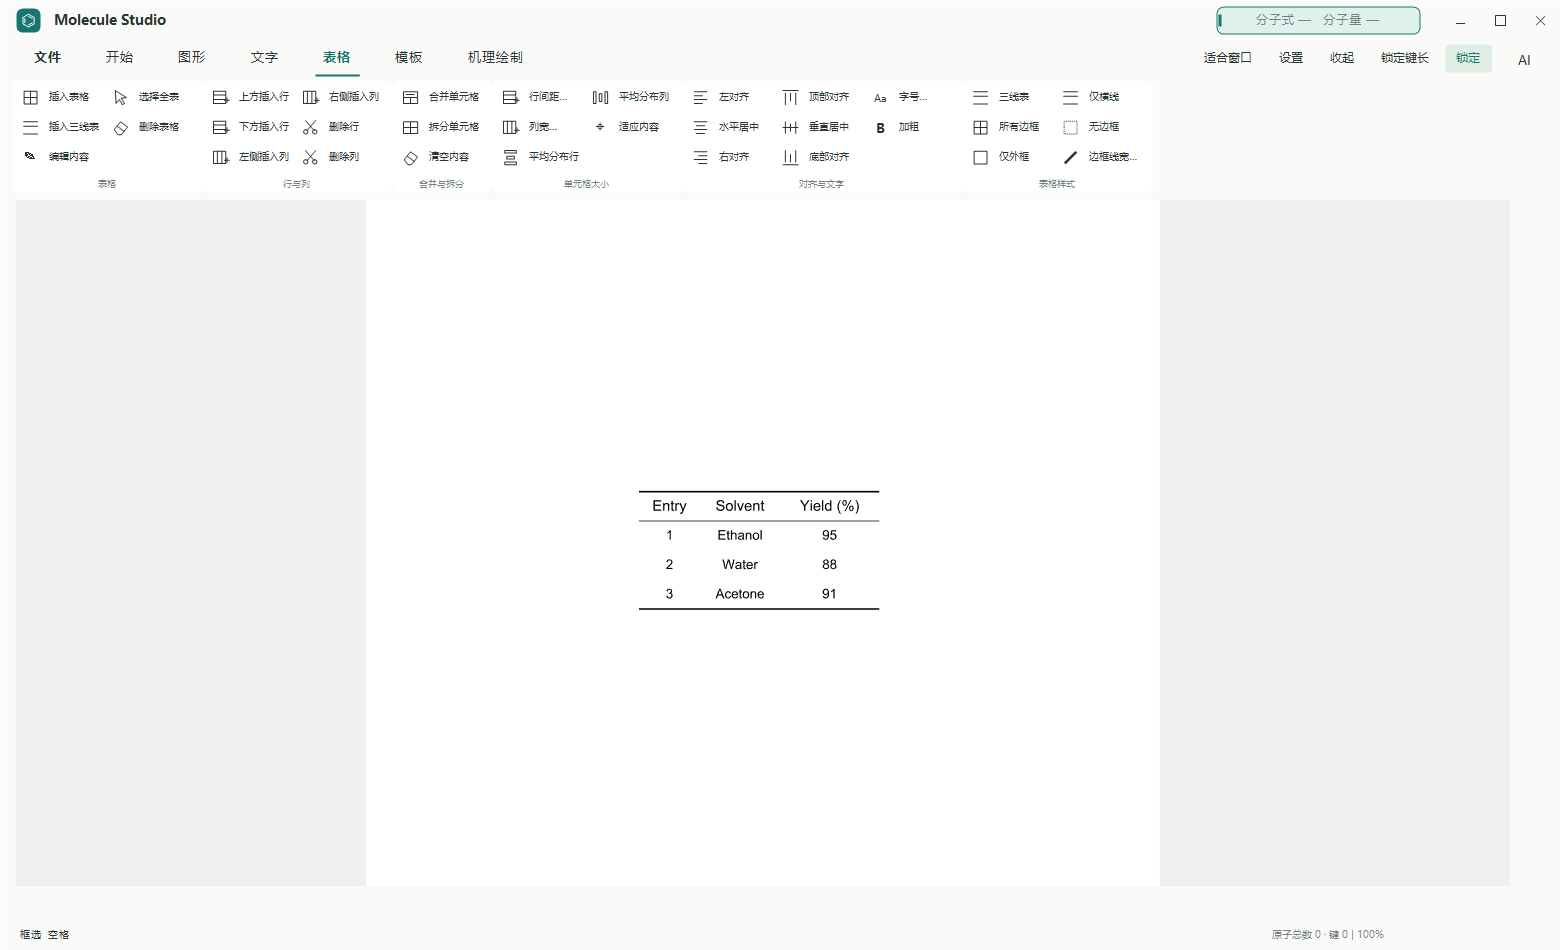 Molecule Studio
分子式 — 分子量 —
文件 开始 图形 文字 表格 模板 机理绘制 适合窗口 设置 收起 锁定键长 锁定 AI
插入表格 选择全表 上方插入行 右侧插入列 合并单元格 行间距... 平均分布列 左对齐 顶部对齐 Aa 字号... 三线表 仅横线
插入三线表 删除表格 下方插入行 删除行 拆分单元格 列宽... 适应内容 水平居中 垂直居中 B 加粗 所有边框 无边框
编辑内容 左侧插入列 删除列 清空内容 平均分布行 右对齐 底部对齐 仅外框 边框线宽...
表格 行与列 合并与拆分 单元格大小 对齐与文字 表格样式
Entry Solvent Yield (%)
1 Ethanol 95
2 Water 88
3 Acetone 91
框选 空格 原子总数 0 · 键 0 | 100%